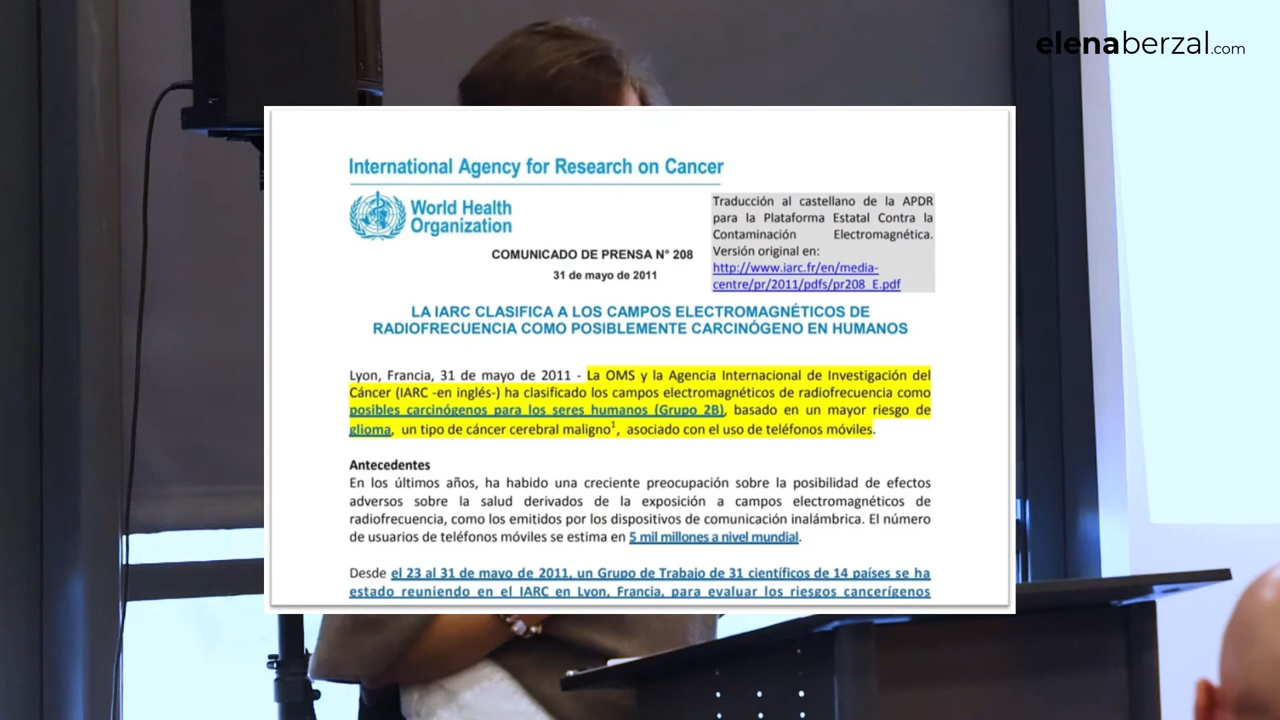 elenaberzal.com
International Agency for Research on Cancer
World Health
Organization
Traducción al castellano de la APDR
para la Plataforma Estatal Contra la
Contaminación Electromagnética.
Versión original en:
http://www.iarc.fr/en/media-
centre/pr/2011/pdfs/pr208_E.pdf
COMUNICADO DE PRENSA N° 208
31 de mayo de 2011
LA IARC CLASIFICA A LOS CAMPOS ELECTROMAGNÉTICOS DE
RADIOFRECUENCIA COMO POSIBLEMENTE CARCINÓGENO EN HUMANOS
Lyon, Francia, 31 de mayo de 2011 - La OMS y la Agencia Internacional de Investigación del
Cáncer (IARC -en inglés-) ha clasificado los campos electromagnéticos de radiofrecuencia como
posibles carcinógenos para los seres humanos (Grupo 2B), basado en un mayor riesgo de
glioma, un tipo de cáncer cerebral maligno¹, asociado con el uso de teléfonos móviles.
Antecedentes
En los últimos años, ha habido una creciente preocupación sobre la posibilidad de efectos
adversos sobre la salud derivados de la exposición a campos electromagnéticos de
radiofrecuencia, como los emitidos por los dispositivos de comunicación inalámbrica. El número
de usuarios de teléfonos móviles se estima en 5 mil millones a nivel mundial.
Desde el 23 al 31 de mayo de 2011, un Grupo de Trabajo de 31 científicos de 14 países se ha
estado reuniendo en el IARC en Lyon, Francia, para evaluar los riesgos cancerígenos